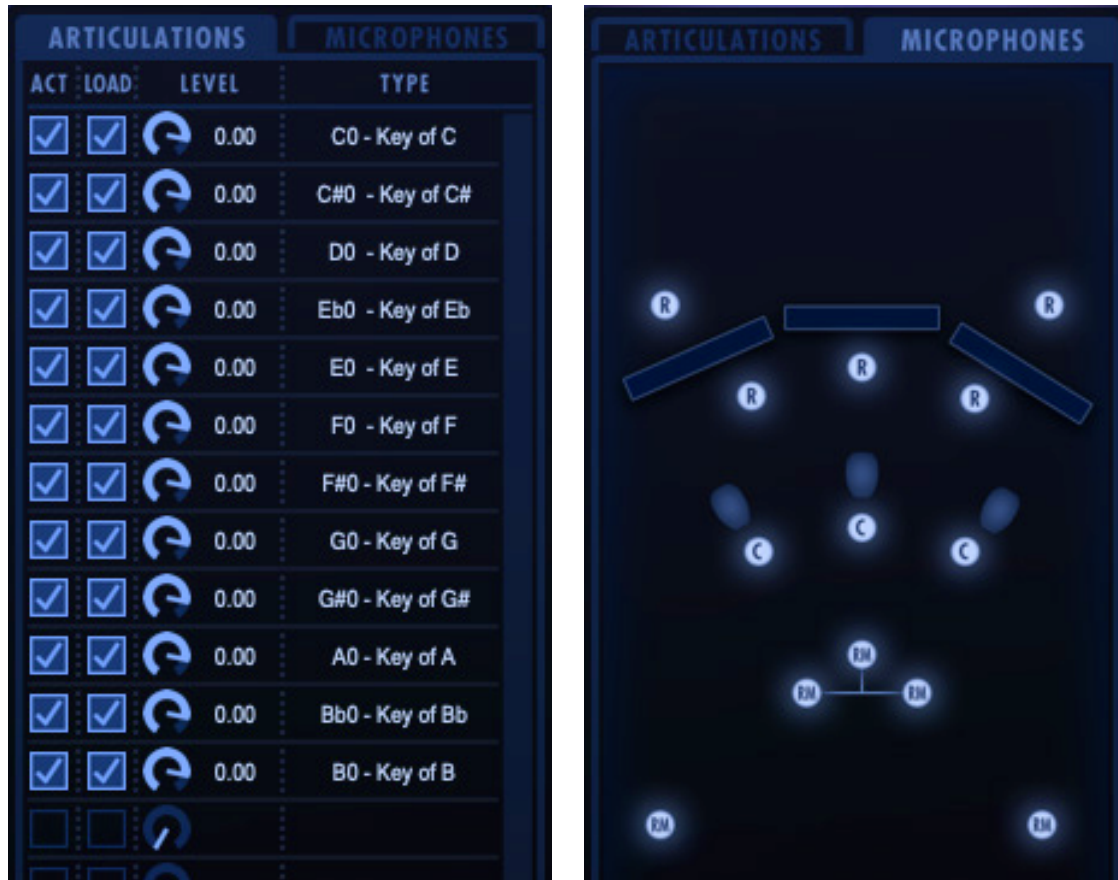 ARTICULATIONS MICROPHONES
ACT LOAD LEVEL TYPE
0.00 C0 - Key of C
0.00 C#0 - Key of C#
0.00 D0 - Key of D
0.00 Eb0 - Key of Eb
0.00 E0 - Key of E
0.00 F0 - Key of F
0.00 F#0 - Key of F#
0.00 G0 - Key of G
0.00 G#0 - Key of G#
0.00 A0 - Key of A
0.00 Bb0 - Key of Bb
0.00 B0 - Key of B
ARTICULATIONS MICROPHONES
R R
R
R R
C
C C
RM
RM RM
RM RM